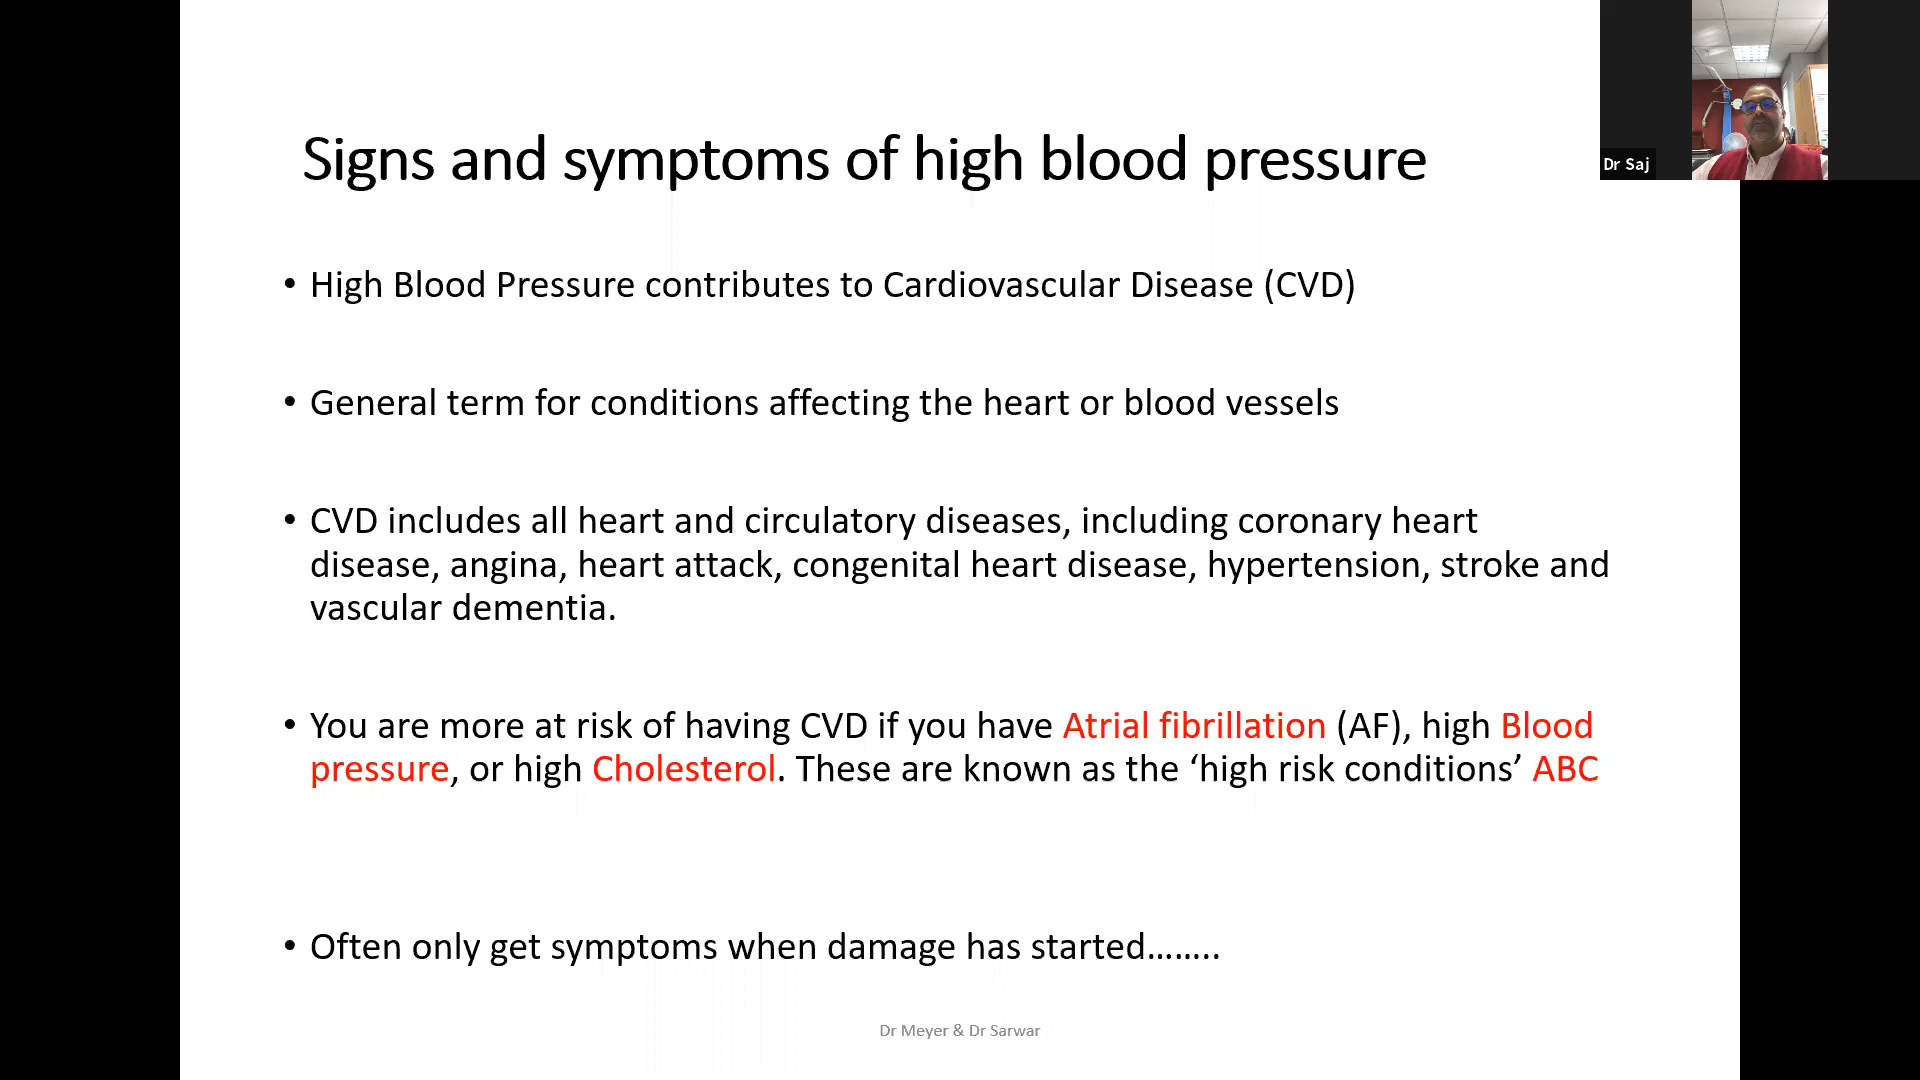 Signs and symptoms of high blood pressure
Dr Saj
• High Blood Pressure contributes to Cardiovascular Disease (CVD)
• General term for conditions affecting the heart or blood vessels
• CVD includes all heart and circulatory diseases, including coronary heart
disease, angina, heart attack, congenital heart disease, hypertension, stroke and
vascular dementia.
• You are more at risk of having CVD if you have Atrial fibrillation (AF), high Blood
pressure, or high Cholesterol. These are known as the ‘high risk conditions’ ABC
• Often only get symptoms when damage has started……..
Dr Meyer & Dr Sarwar